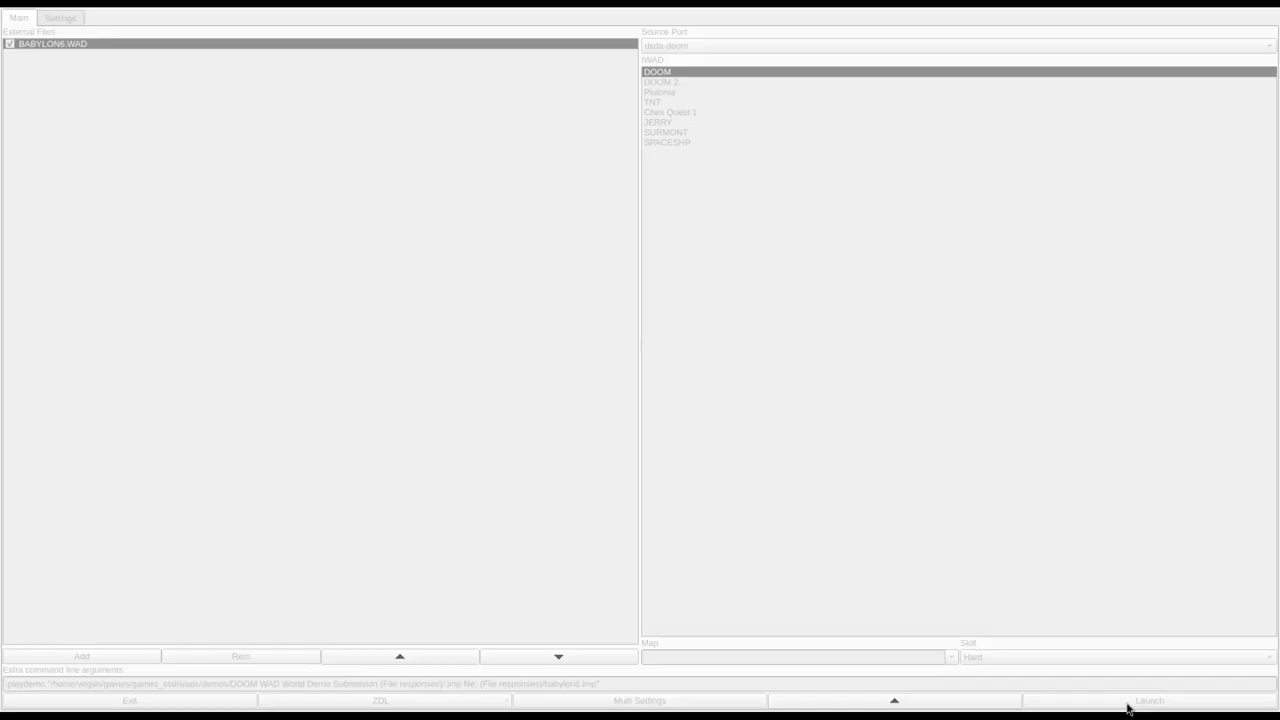 Main Settings
External Files
BABYLON6.WAD
Source Port
dsda-doom
IWAD
DOOM
DOOM 2
Plutonia
TNT
Chex Quest 1
JERRY
SURMONT
SPACESHP
Map
Skill
Hard
Add
Rem
Extra command line arguments
-playdemo "/home/vegan/games/games_ssd/wads/demos/DOOM WAD World Demo Submission (File responses)/.lmp file. (File responses)/babylon6.lmp"
Exit
ZDL
Multi Settings
Launch